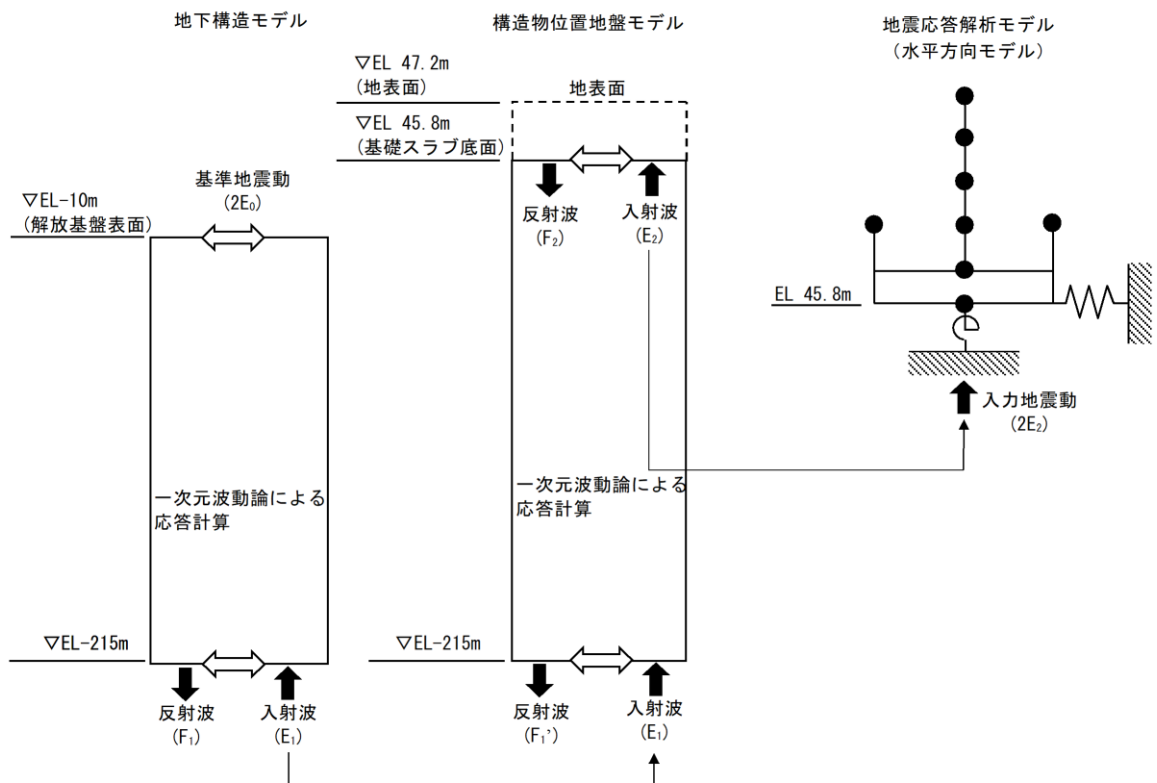 地下構造モデル
▽EL-10m
(解放基盤表面)
基準地震動
(2E₀)
一次元波動論による
応答計算
▽EL-215m
反射波
(F₁)
入射波
(E₁)
構造物位置地盤モデル
▽EL 47.2m
(地表面)
地表面
▽EL 45.8m
(基礎スラブ底面)
反射波
(F₂)
入射波
(E₂)
一次元波動論による
応答計算
▽EL-215m
反射波
(F₁')
入射波
(E₁)
地震応答解析モデル
(水平方向モデル)
EL 45.8m
入力地震動
(2E₂)